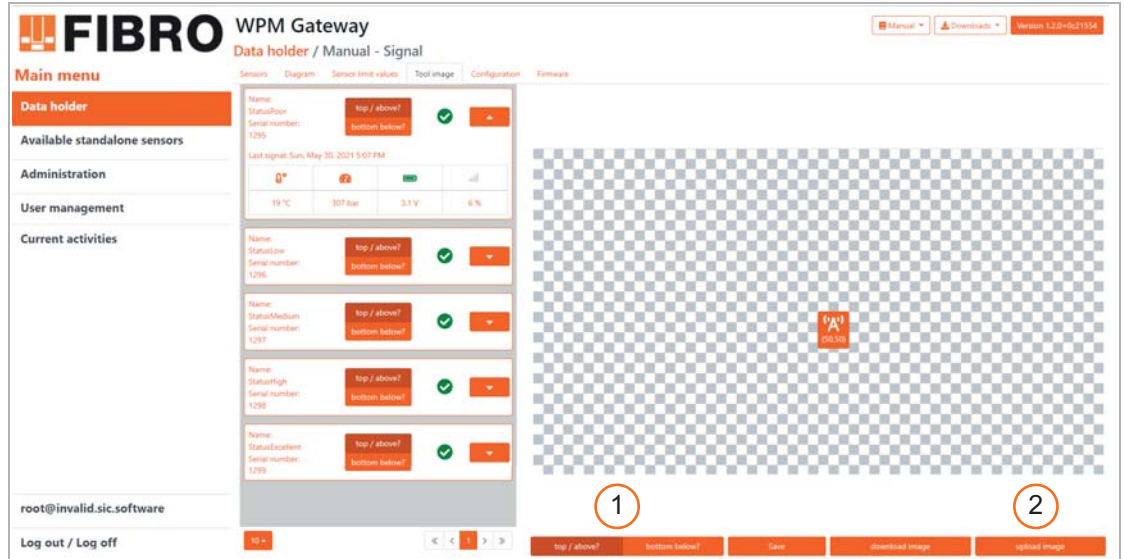 FIBRO
WPM Gateway
Data holder / Manual - Signal
Manual
Downloads
Version 1.2.0+0c21554
Main menu
Sensors Diagram Sensor limit values Tool image Configuration Firmware
Data holder
Available standalone sensors
Administration
User management
Current activities
root@invalid.sic.software
Log out / Log off
Name:
StatusPoor
Serial number:
1295
top / above?
bottom below?
Last signal: Sun, May 30, 2021 5:07 PM
19 °C 307 bar 3.1 V 6 %
Name:
StatusLow
Serial number:
1296
top / above?
bottom below?
Name:
StatusMedium
Serial number:
1297
top / above?
bottom below?
Name:
StatusHigh
Serial number:
1298
top / above?
bottom below?
Name:
StatusExcellent
Serial number:
1299
top / above?
bottom below?
10
« < 1 > »
(50,50)
1
2
top / above? bottom below? Save download image upload image